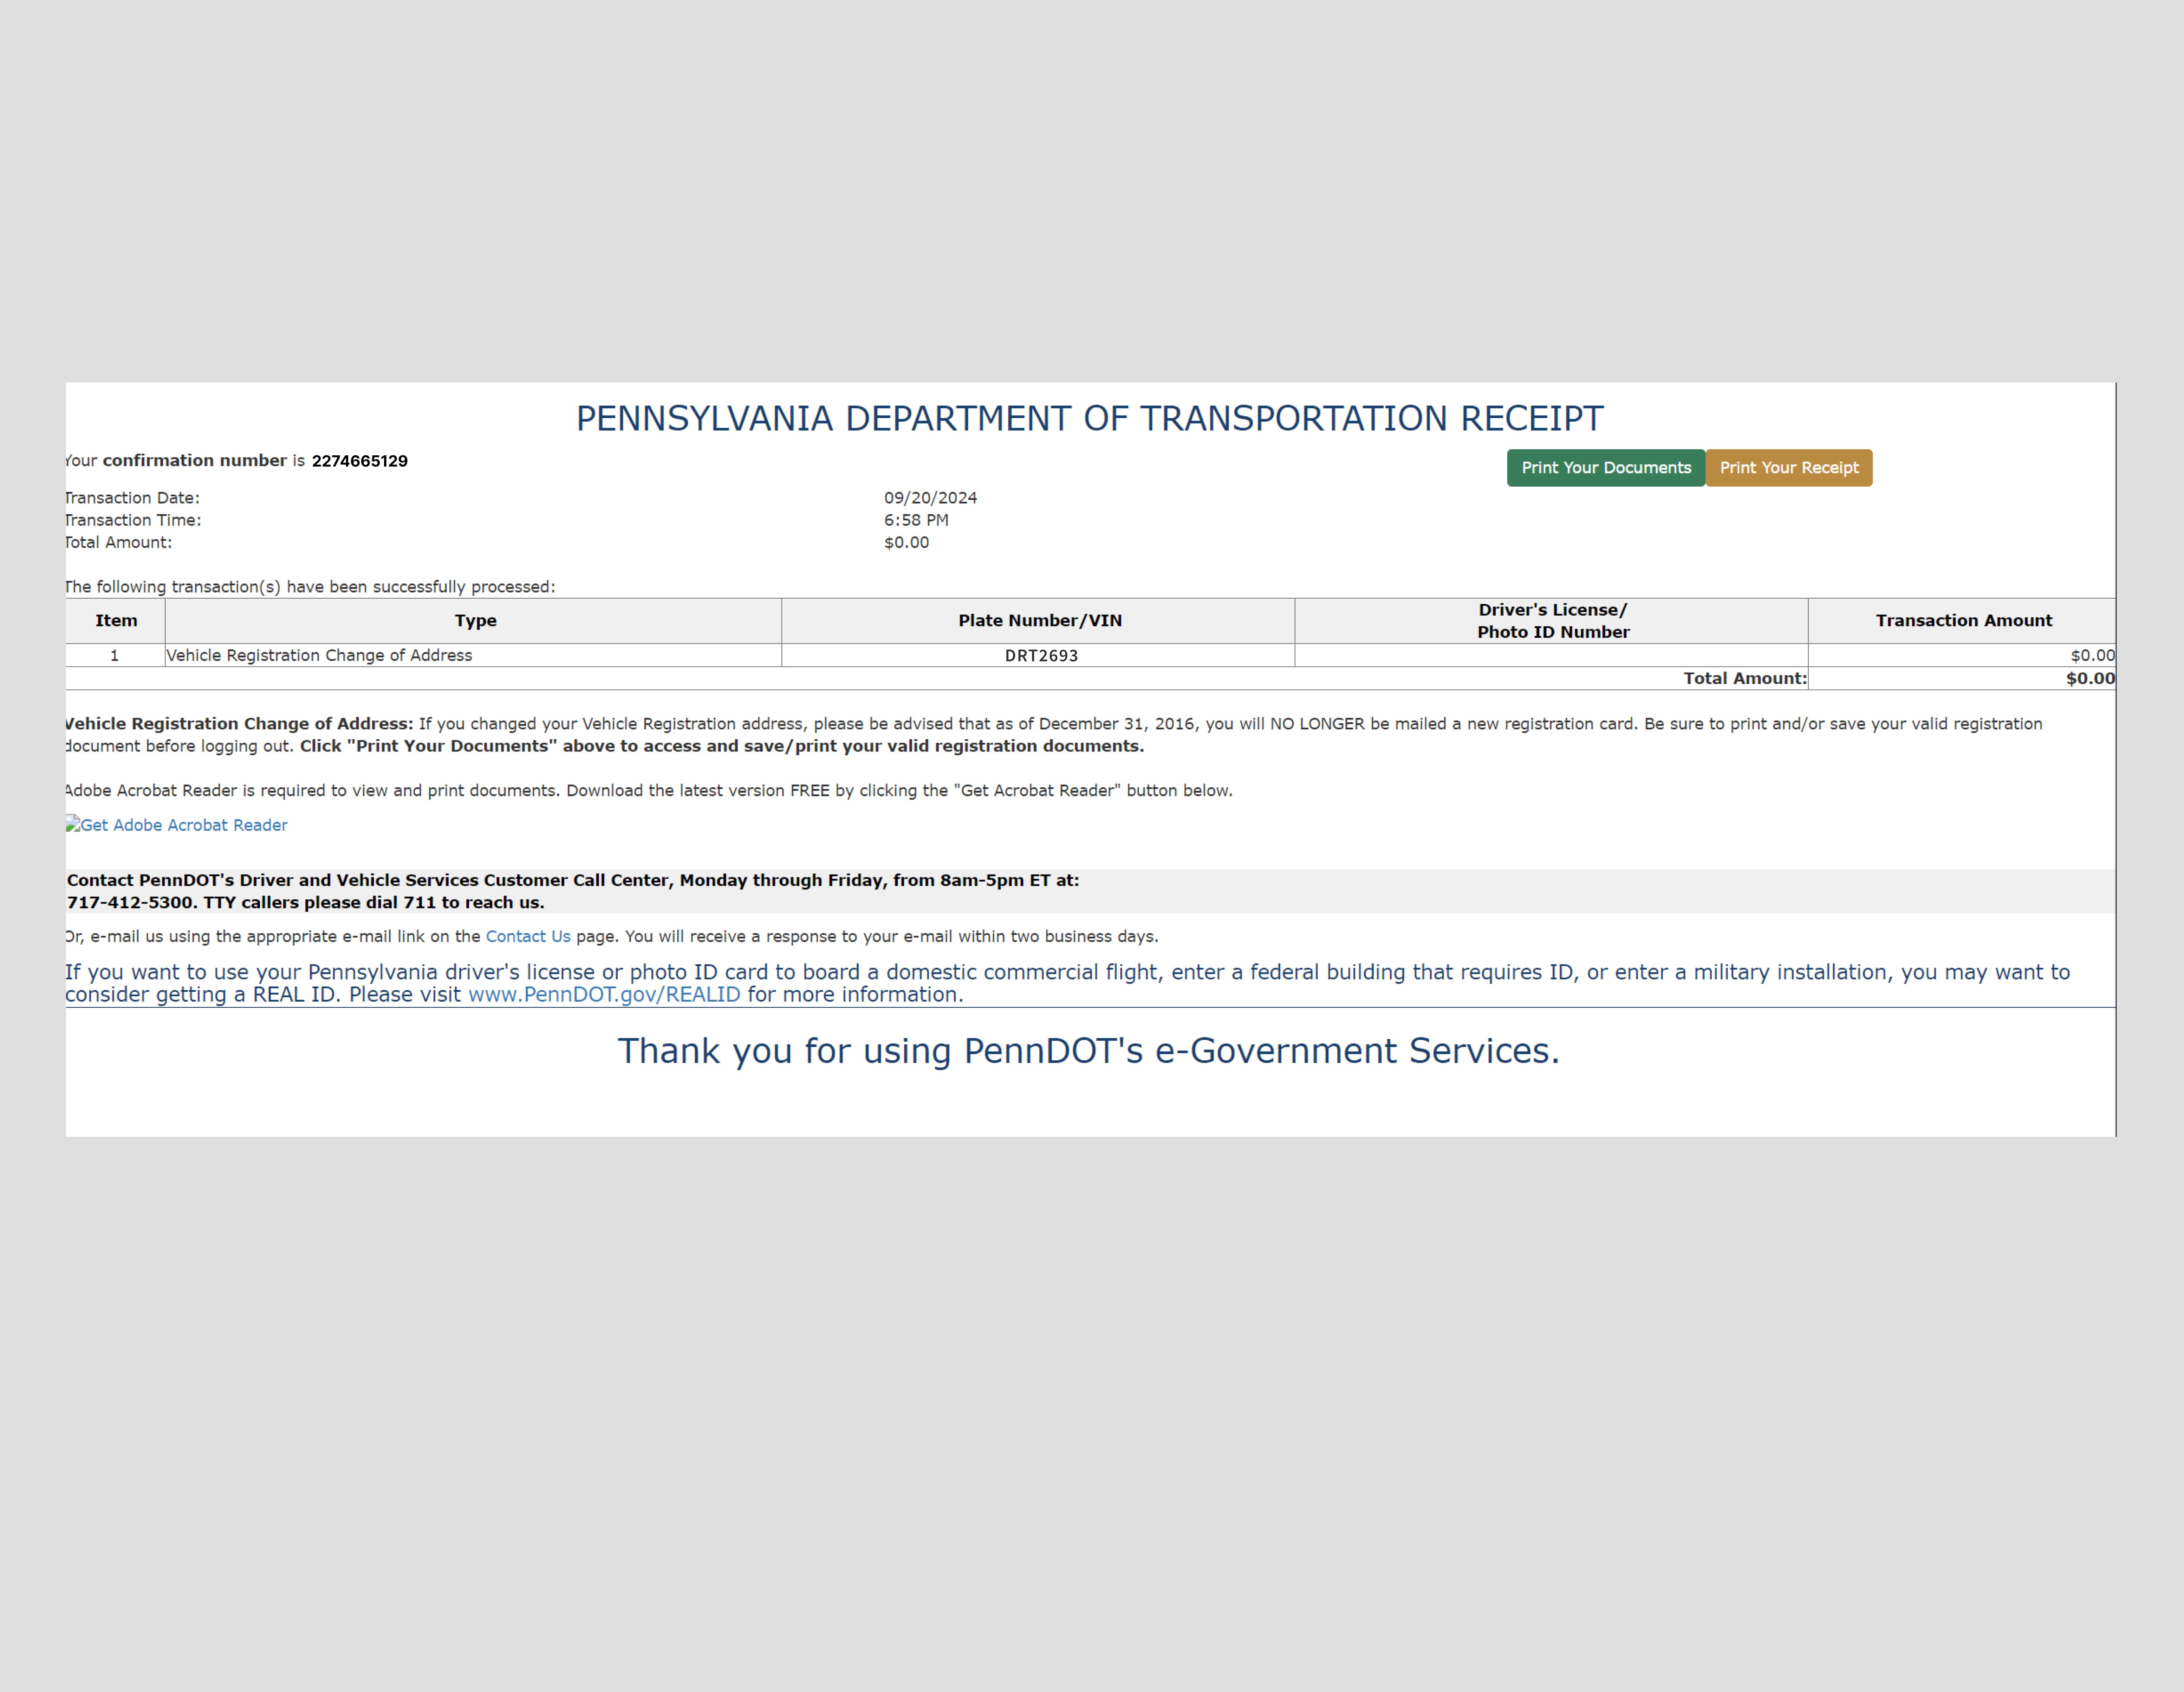 PENNSYLVANIA DEPARTMENT OF TRANSPORTATION RECEIPT
Your confirmation number is 2274665129
Print Your Documents Print Your Receipt
Transaction Date: 09/20/2024
Transaction Time: 6:58 PM
Total Amount: $0.00
The following transaction(s) have been successfully processed:
Item Type Plate Number/VIN Driver's License/
Photo ID Number Transaction Amount
1 Vehicle Registration Change of Address DRT2693 $0.00
Total Amount: $0.00
Vehicle Registration Change of Address: If you changed your Vehicle Registration address, please be advised that as of December 31, 2016, you will NO LONGER be mailed a new registration card. Be sure to print and/or save your valid registration
document before logging out. Click "Print Your Documents" above to access and save/print your valid registration documents.
Adobe Acrobat Reader is required to view and print documents. Download the latest version FREE by clicking the "Get Acrobat Reader" button below.
Get Adobe Acrobat Reader
Contact PennDOT's Driver and Vehicle Services Customer Call Center, Monday through Friday, from 8am-5pm ET at:
717-412-5300. TTY callers please dial 711 to reach us.
Or, e-mail us using the appropriate e-mail link on the Contact Us page. You will receive a response to your e-mail within two business days.
If you want to use your Pennsylvania driver's license or photo ID card to board a domestic commercial flight, enter a federal building that requires ID, or enter a military installation, you may want to
consider getting a REAL ID. Please visit www.PennDOT.gov/REALID for more information.
Thank you for using PennDOT's e-Government Services.